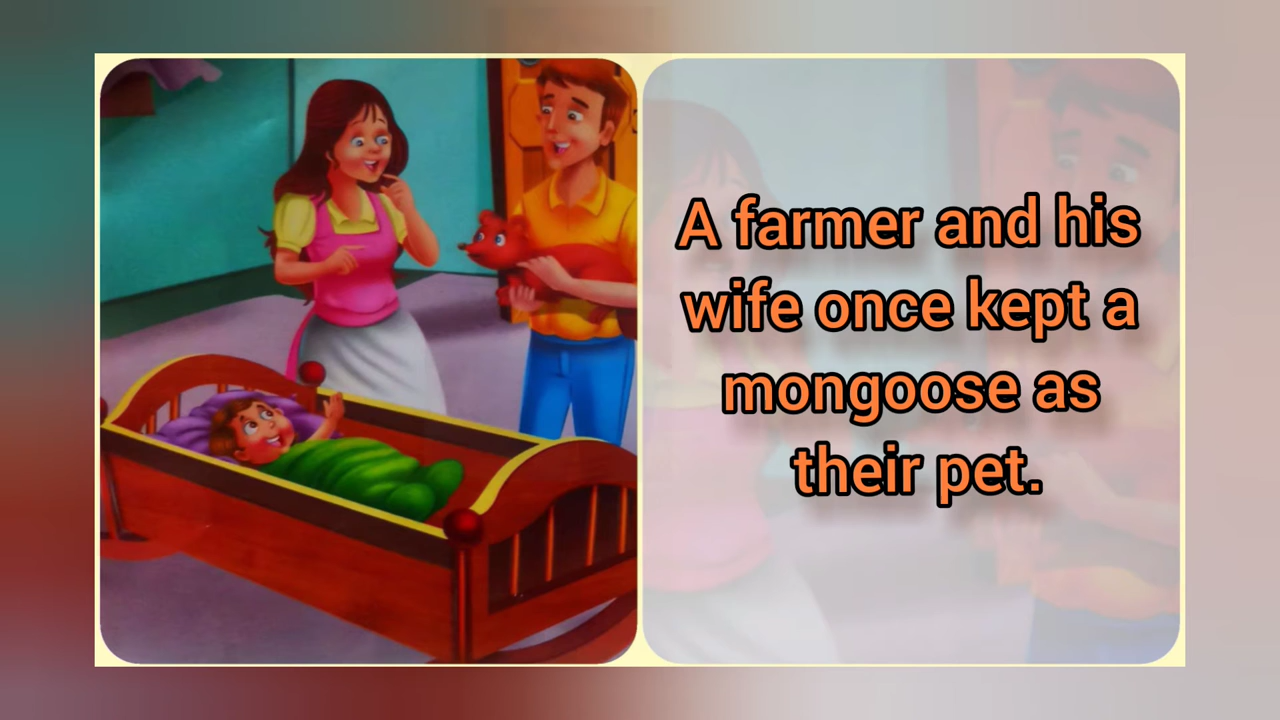 A farmer and his
wife once kept a
mongoose as
their pet.